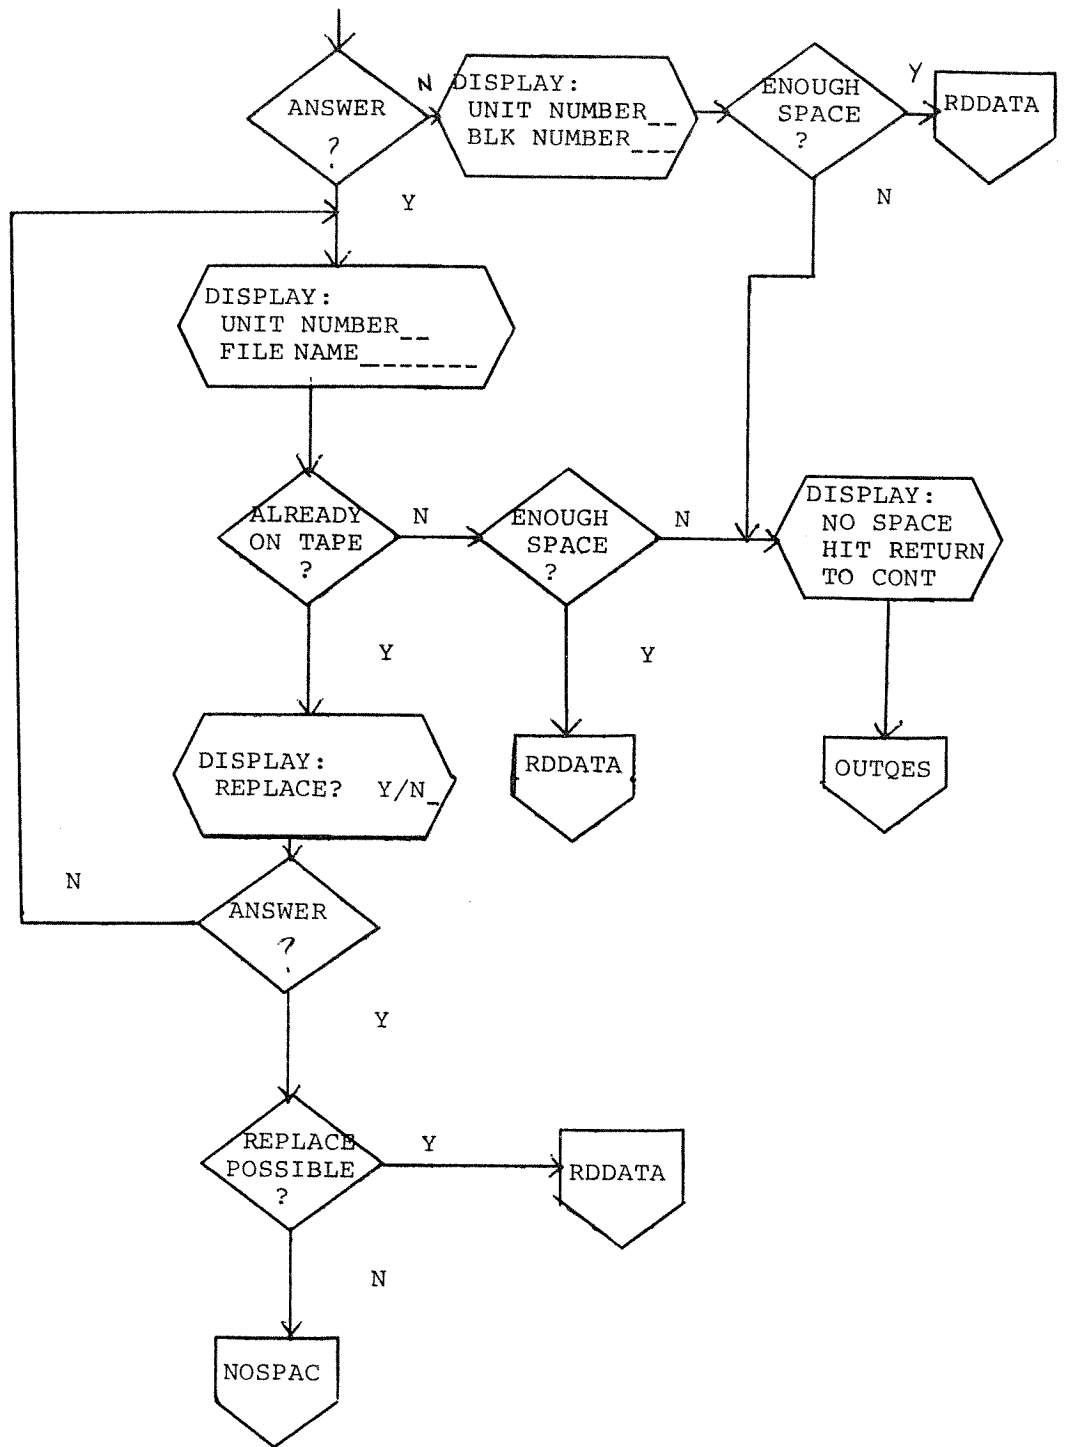 ANSWER
?
N
DISPLAY:
UNIT NUMBER__
BLK NUMBER___
ENOUGH
SPACE
?
Y
RDDATA
Y
N
DISPLAY:
UNIT NUMBER__
FILE NAME_______
ALREADY
ON TAPE
?
N
ENOUGH
SPACE
?
N
DISPLAY:
NO SPACE
HIT RETURN
TO CONT
Y
Y
DISPLAY:
REPLACE? Y/N_
RDDATA
OUTQES
N
ANSWER
?
Y
REPLACE
POSSIBLE
?
Y
RDDATA
N
NOSPAC